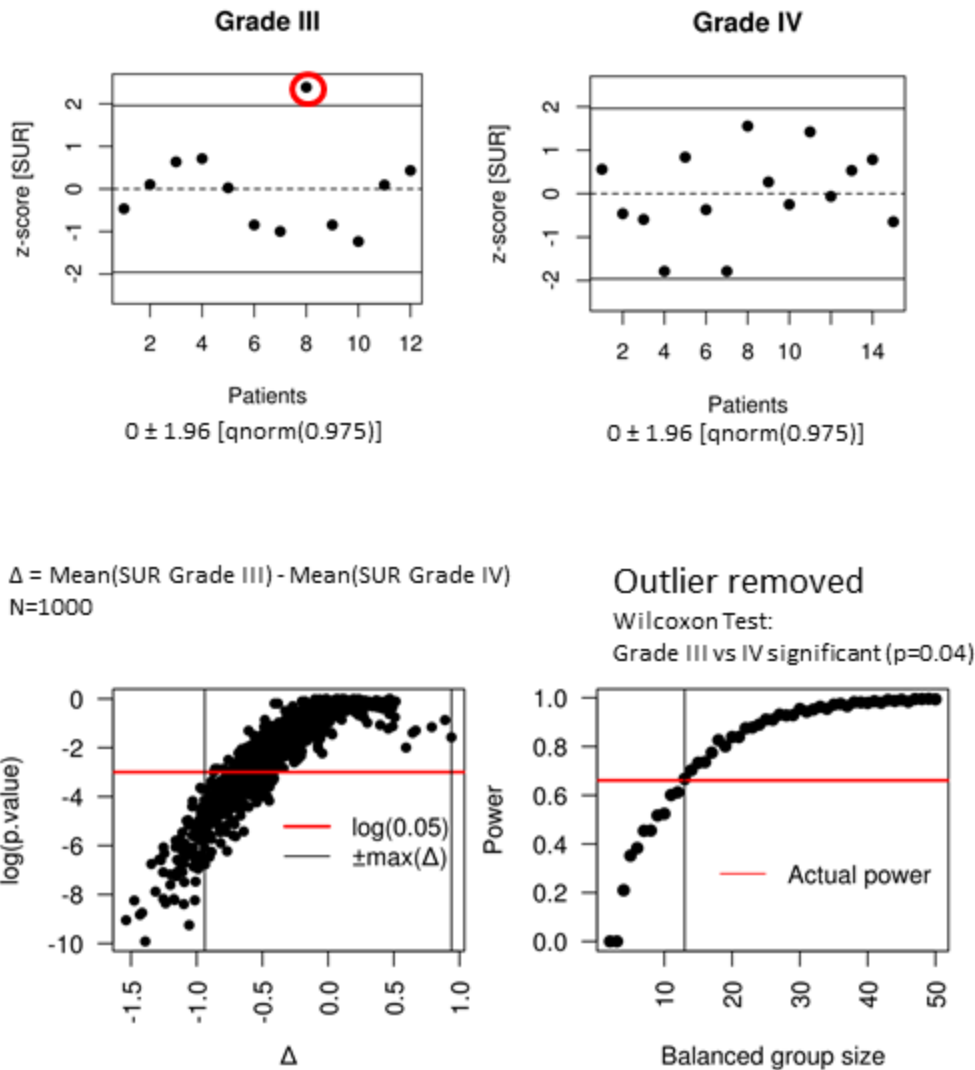 Grade III
z-score [SUR]
2
1
0
-1
-2
2 4 6 8 10 12
Patients
0 ± 1.96 [qnorm(0.975)]
Grade IV
z-score [SUR]
2
1
0
-1
-2
2 4 6 8 10 14
Patients
0 ± 1.96 [qnorm(0.975)]
Δ = Mean(SUR Grade III) - Mean(SUR Grade IV)
N=1000
log(p.value)
0
-2
-4
-6
-8
-10
log(0.05)
±max(Δ)
-1.5 -1.0 -0.5 0.0 0.5 1.0
Δ
Outlier removed
Wilcoxon Test:
Grade III vs IV significant (p=0.04)
Power
1.0
0.8
0.6
0.4
0.2
0.0
Actual power
10 20 30 40 50
Balanced group size